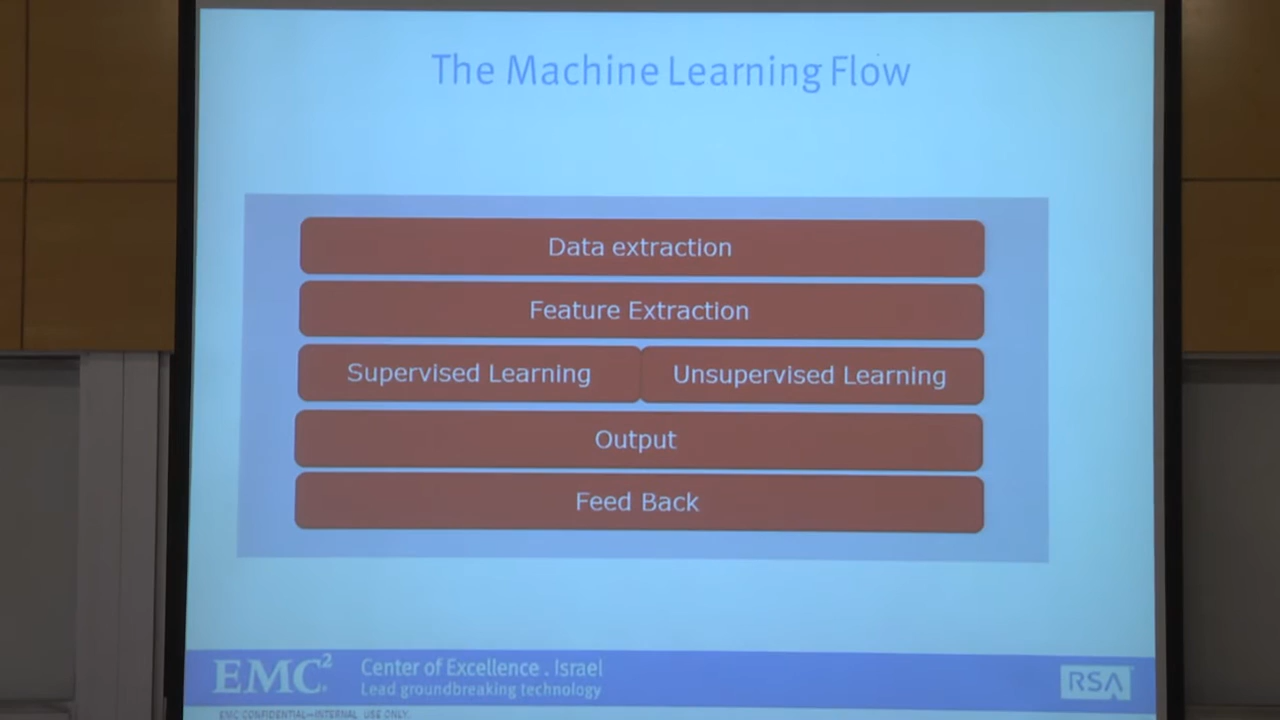 The Machine Learning Flow
Data extraction
Feature Extraction
Supervised Learning
Unsupervised Learning
Output
Feed Back
EMC²
Center of Excellence . Israel
Lead groundbreaking technology
RSA
EMC CONFIDENTIAL—INTERNAL USE ONLY.